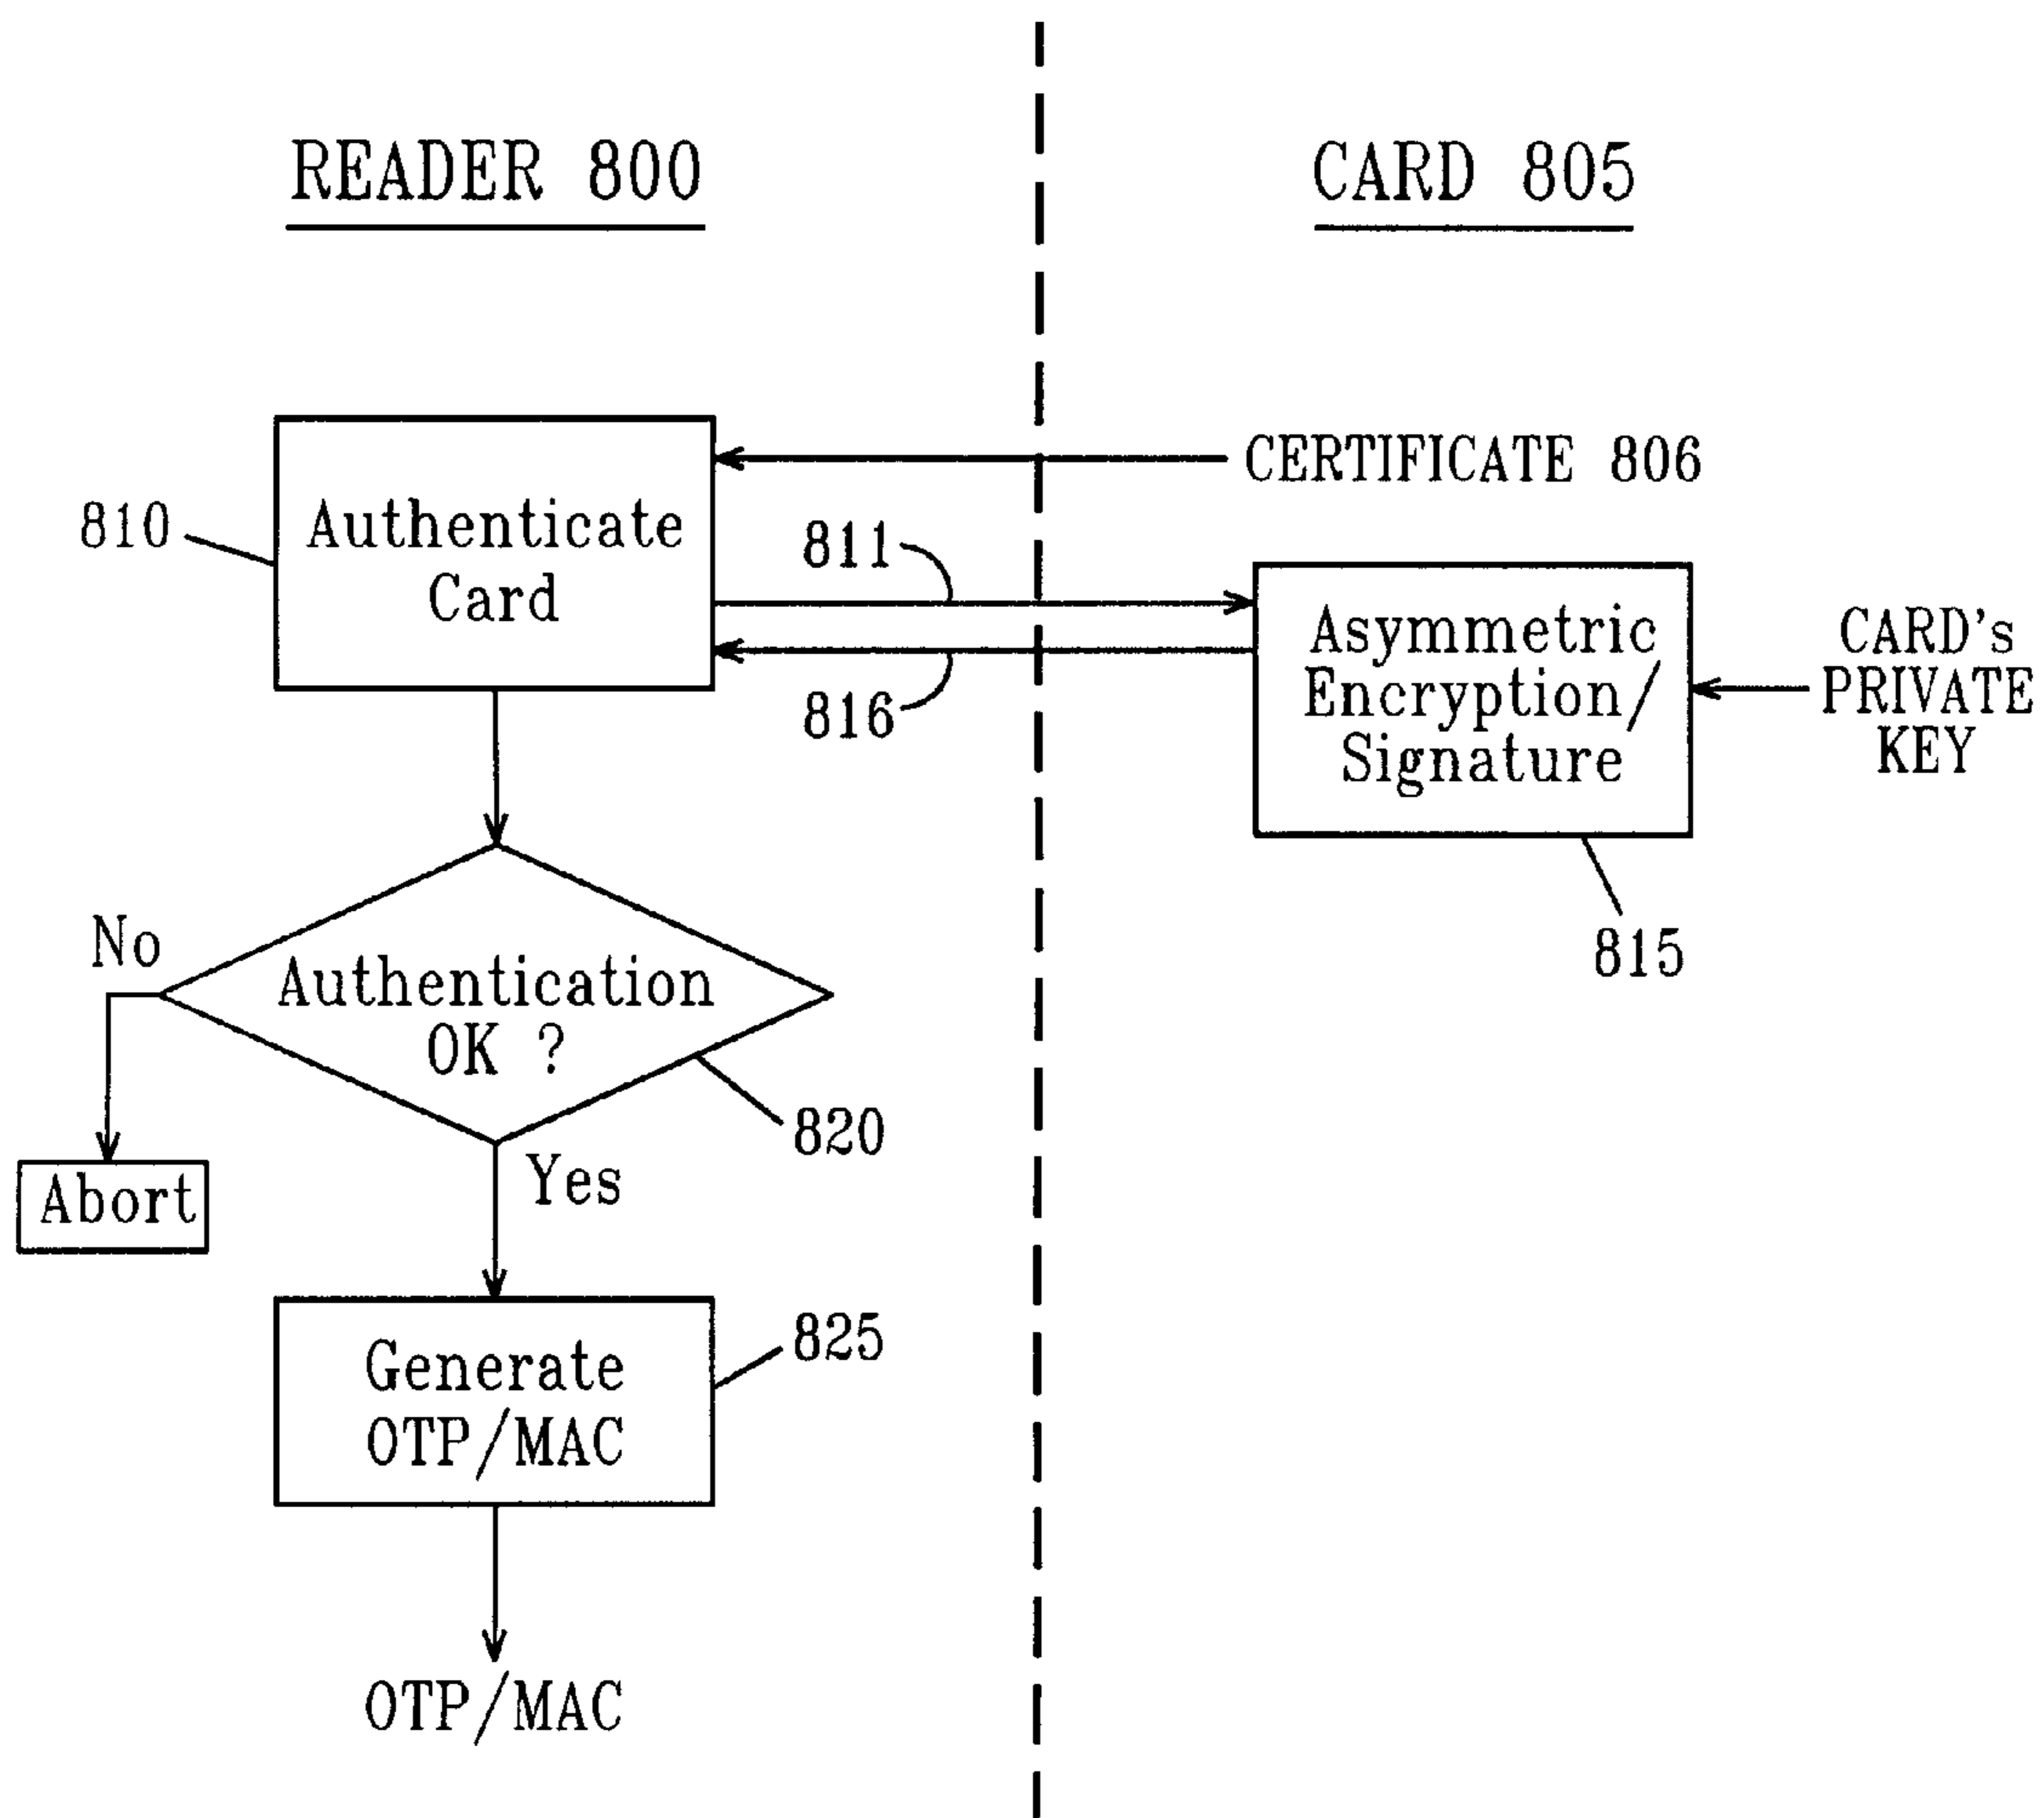 READER 800
CARD 805
CERTIFICATE 806
810
Authenticate
Card
811
816
Asymmetric
Encryption/
Signature
CARD's
PRIVATE
KEY
815
No
Authentication
OK ?
820
Abort
Yes
Generate
OTP/MAC
825
OTP/MAC